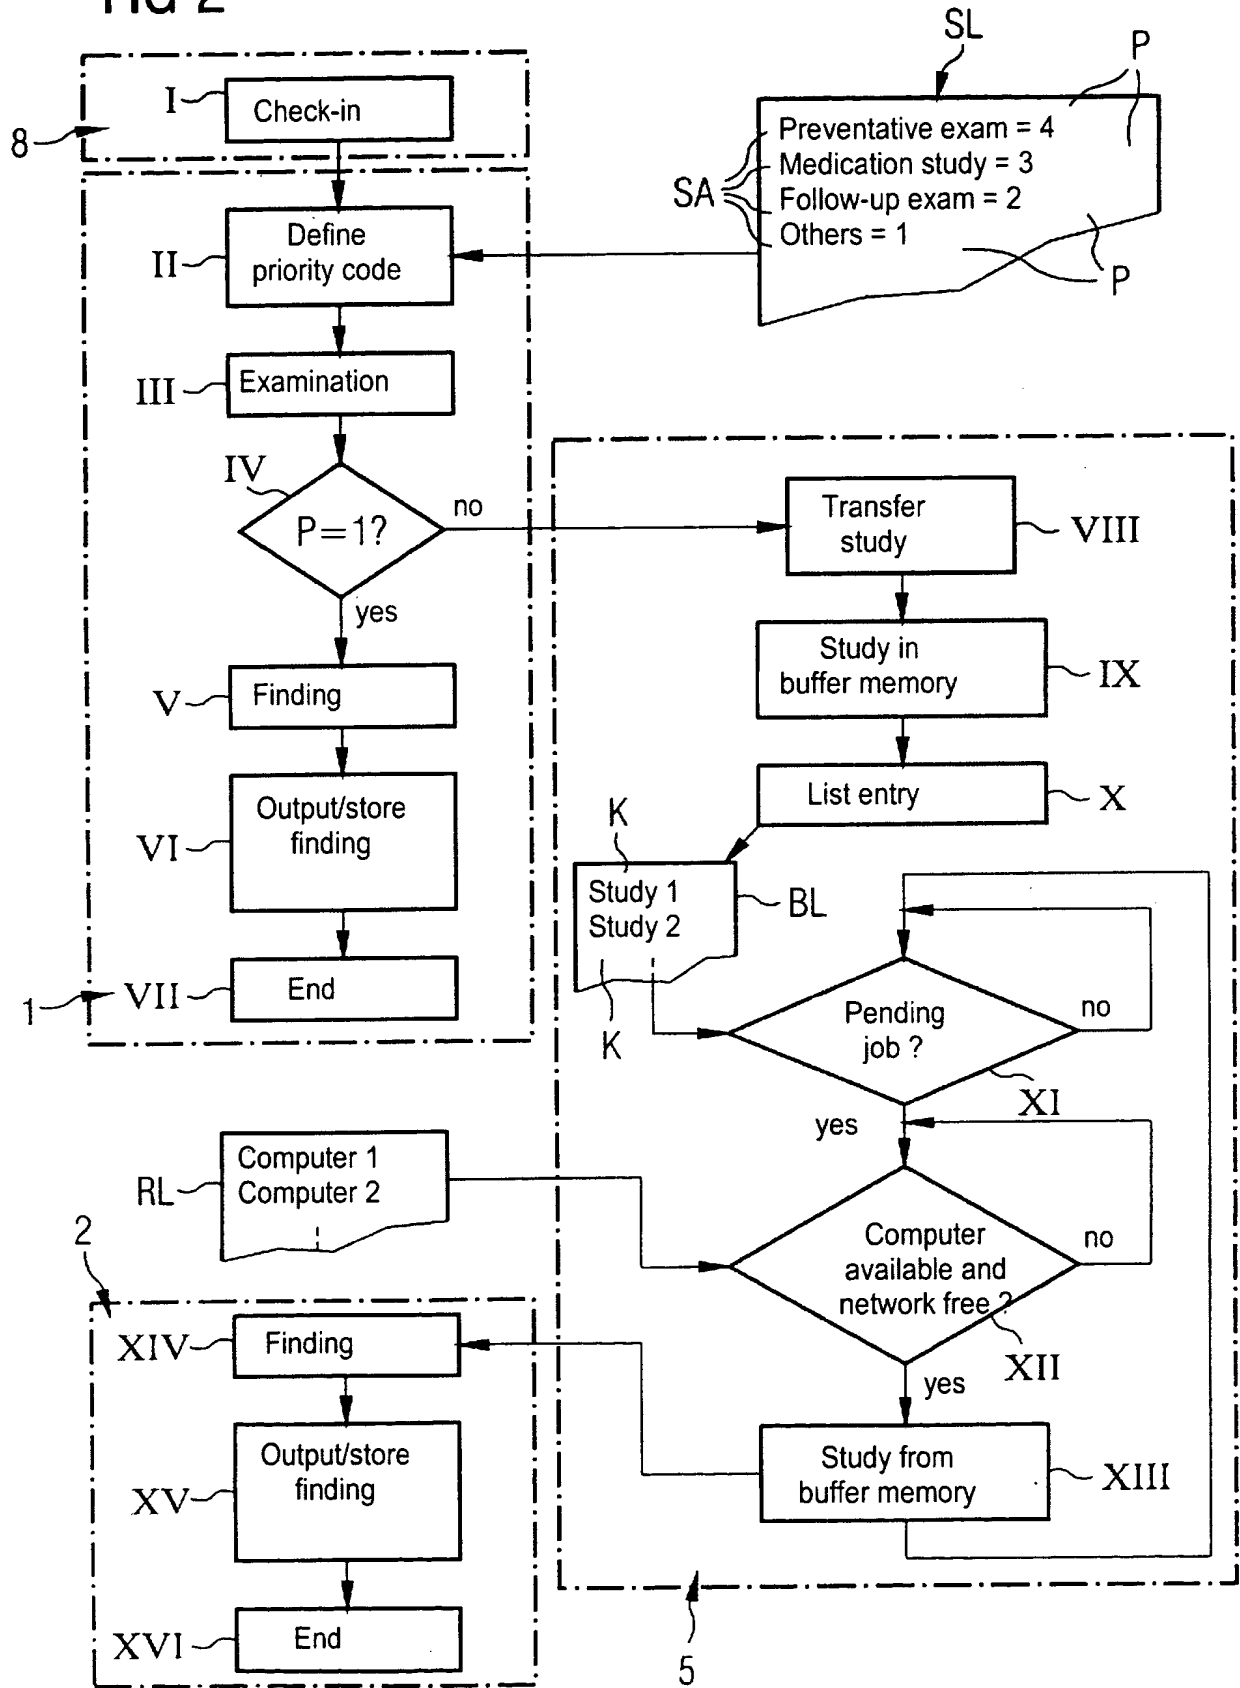 FIG 2
8
I
Check-in
SL
P
SA
Preventative exam = 4
Medication study = 3
Follow-up exam = 2
Others = 1
P
II
Define
priority code
III
Examination
IV
P=1?
no
yes
V
Finding
VI
Output/store
finding
VII
End
1
Transfer
study
VIII
Study in
buffer memory
IX
List entry
X
K
Study 1
Study 2
BL
K
Pending
job ?
no
XI
yes
RL
Computer 1
Computer 2
Computer
available and
network free ?
no
XII
yes
Study from
buffer memory
XIII
5
2
XIV
Finding
XV
Output/store
finding
XVI
End